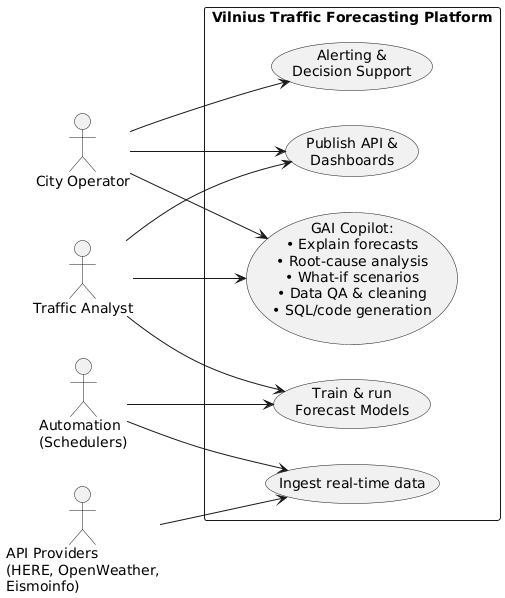 Vilnius Traffic Forecasting Platform
Alerting &
Decision Support
Publish API &
Dashboards
City Operator
GAI Copilot:
• Explain forecasts
• Root-cause analysis
• What-if scenarios
• Data QA & cleaning
• SQL/code generation
Traffic Analyst
Train & run
Forecast Models
Automation
(Schedulers)
Ingest real-time data
API Providers
(HERE, OpenWeather,
Eismoinfo)